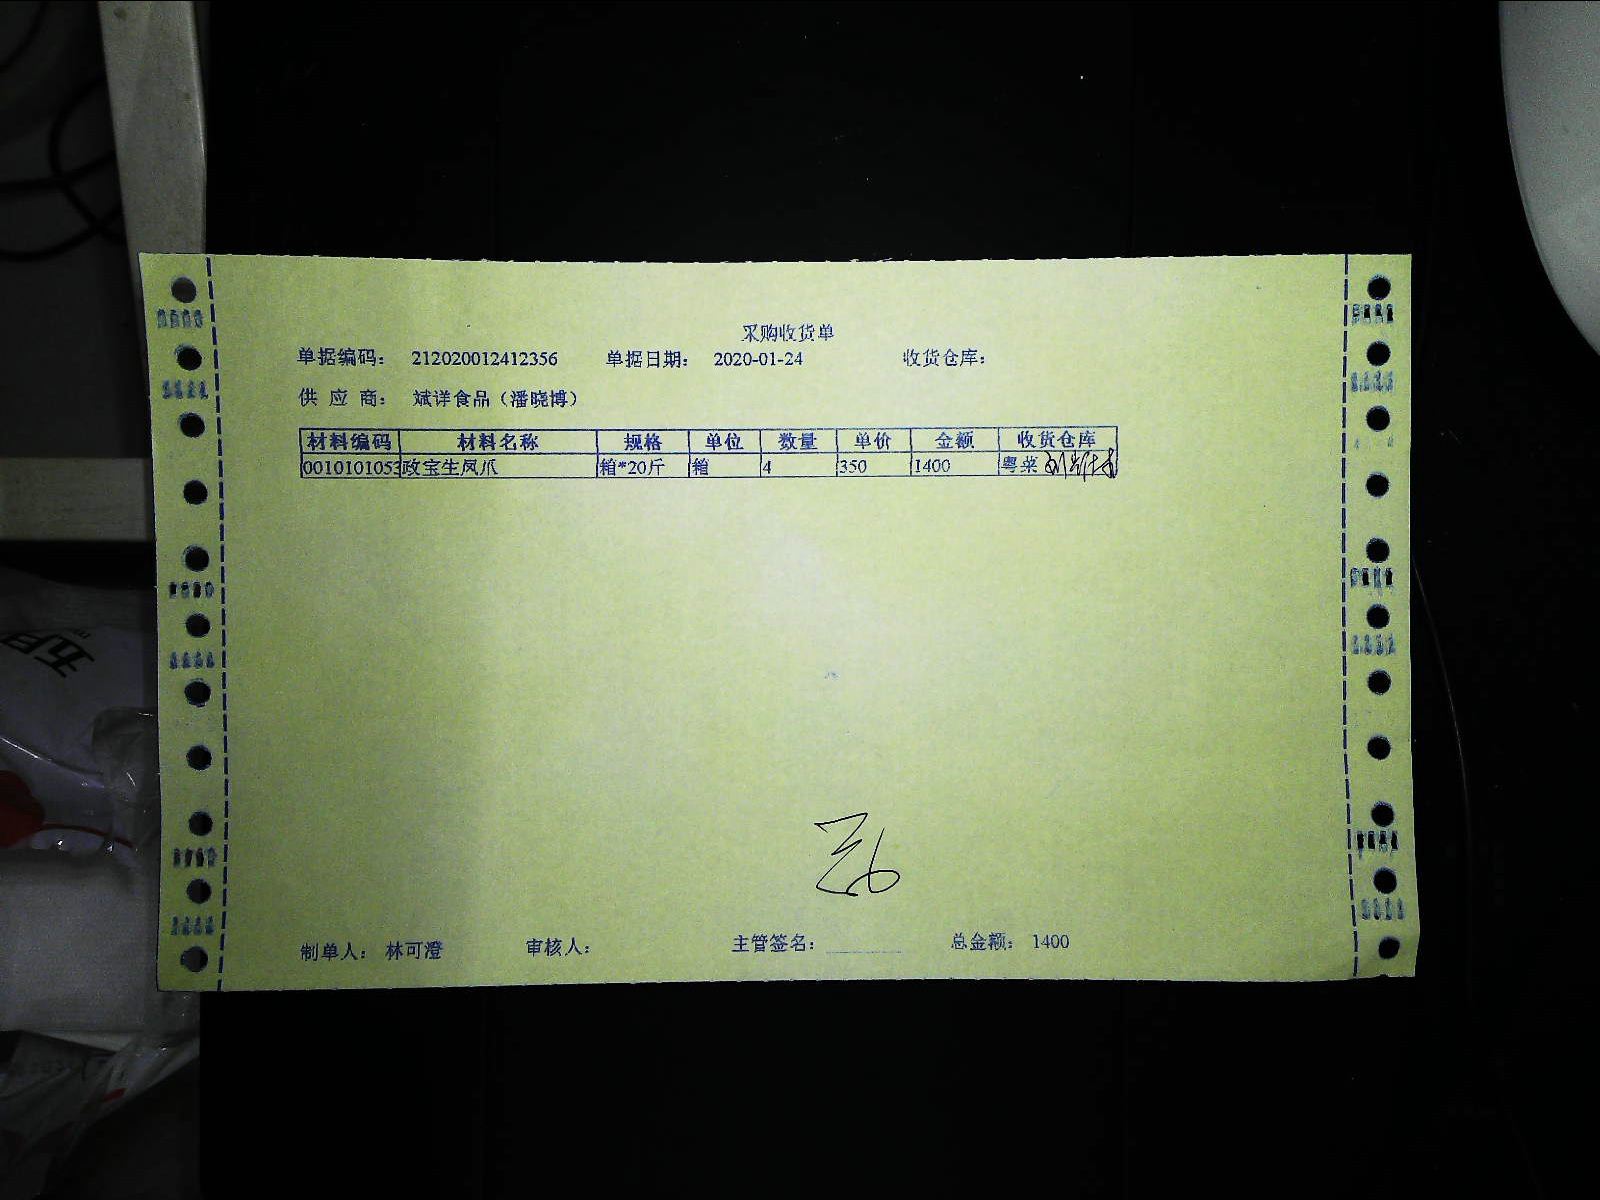 采购收货单
单据编码： 212020012412356 单据日期： 2020-01-24 收货仓库：
供 应 商： 斌详食品（潘晓博）
材料编码 材料名称 规格 单位 数量 单价 金额 收货仓库
0010101053 政宝生凤爪 箱*20斤 箱 4 350 1400 粤菜
制单人： 林可澄 审核人： 主管签名： 总金额： 1400